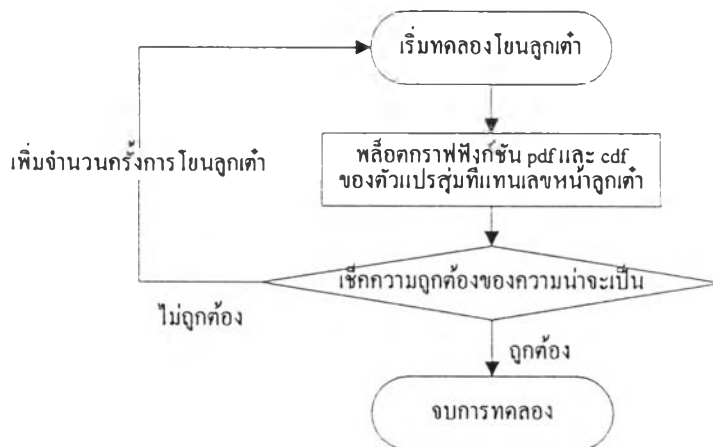 เริ่มทดลองโยนลูกเต๋า
เพิ่มจำนวนครั้งการโยนลูกเต๋า
พล็อตกราฟฟังก์ชัน pdf และ cdf
ของตัวแปรสุ่มที่แทนเลขหน้าลูกเต๋า
เช็คความถูกต้องของความน่าจะเป็น
ไม่ถูกต้อง
ถูกต้อง
จบการทดลอง